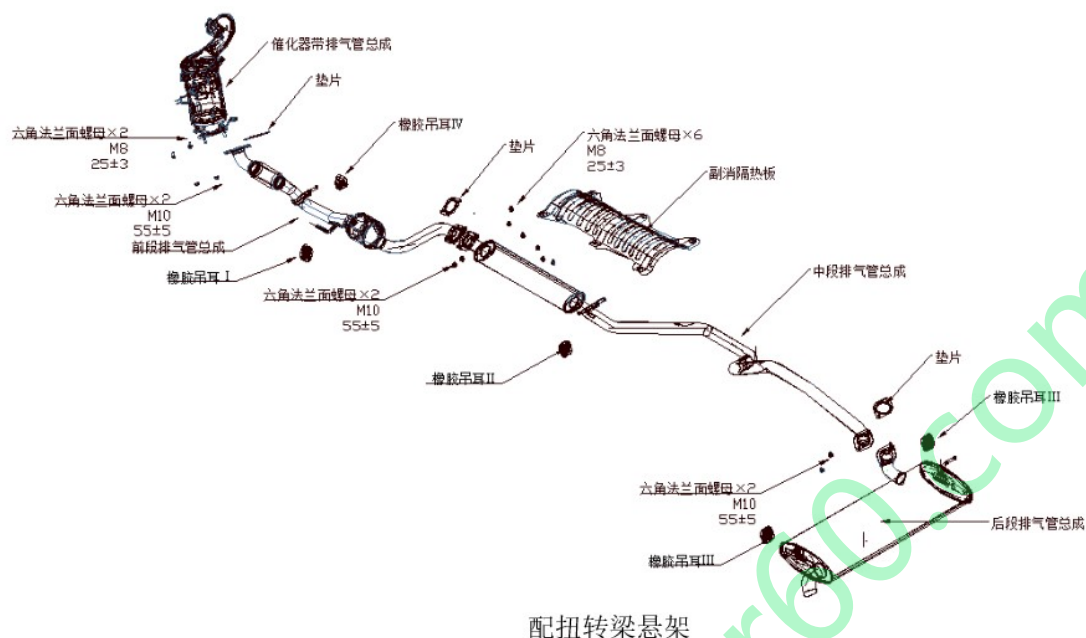 催化器带排气管总成
垫片
六角法兰面螺母×2
M8
25±3
橡胶吊耳Ⅳ
垫片
六角法兰面螺母×6
M8
25±3
副消隔热板
六角法兰面螺母×2
M10
55±5
前段排气管总成
橡胶吊耳Ⅰ
六角法兰面螺母×2
M10
55±5
中段排气管总成
橡胶吊耳II
垫片
橡胶吊耳III
六角法兰面螺母×2
M10
55±5
后段排气管总成
橡胶吊耳III
配扭转梁悬架
r60.com